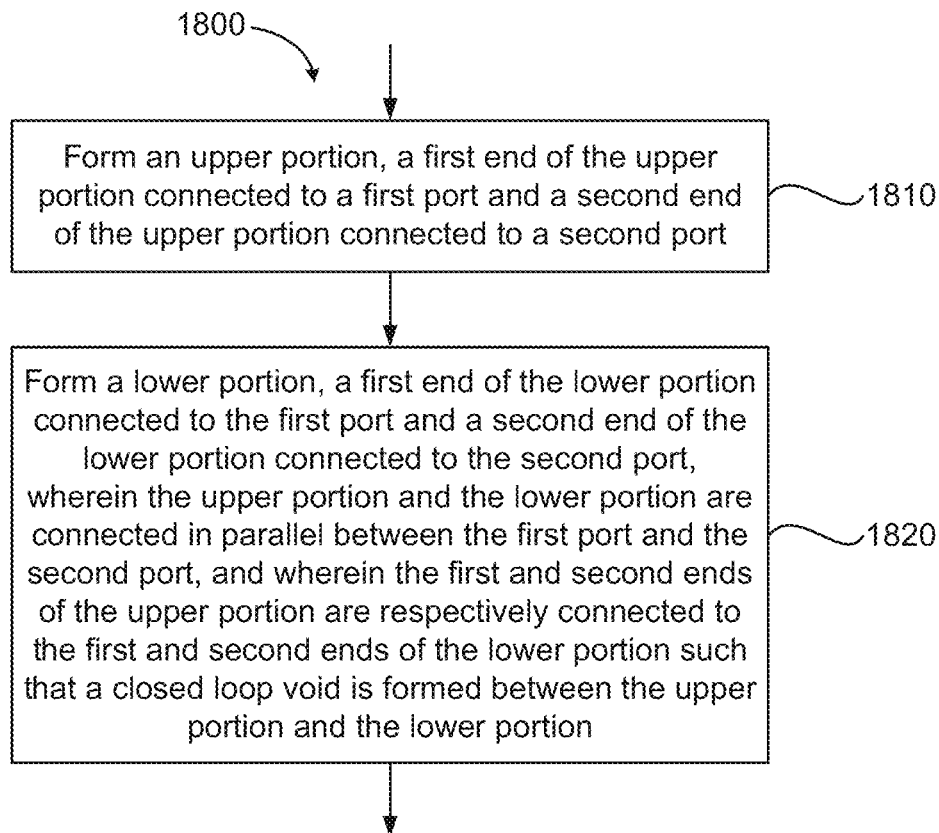 1800
Form an upper portion, a first end of the upper
portion connected to a first port and a second end
of the upper portion connected to a second port
1810
Form a lower portion, a first end of the lower portion
connected to the first port and a second end of the
lower portion connected to the second port,
wherein the upper portion and the lower portion are
connected in parallel between the first port and the
second port, and wherein the first and second ends
of the upper portion are respectively connected to
the first and second ends of the lower portion such
that a closed loop void is formed between the upper
portion and the lower portion
1820